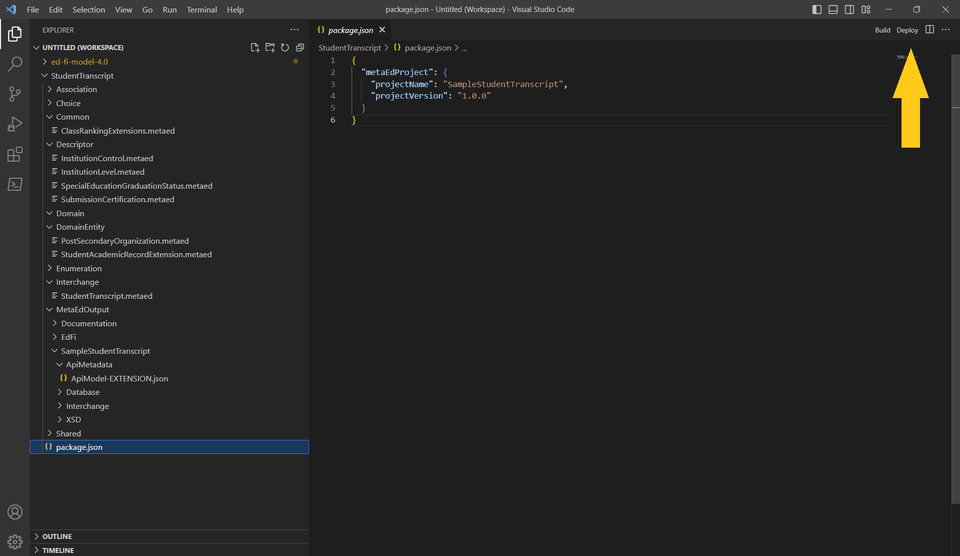 File Edit Selection View Go Run Terminal Help
package.json - Untitled (Workspace) - Visual Studio Code
EXPLORER
UNTITLED (WORKSPACE)
ed-fi-model-4.0
StudentTranscript
Association
Choice
Common
ClassRankingExtensions.metaed
Descriptor
InstitutionControl.metaed
InstitutionLevel.metaed
SpecialEducationGraduationStatus.metaed
SubmissionCertification.metaed
Domain
DomainEntity
PostSecondaryOrganization.metaed
StudentAcademicRecordExtension.metaed
Enumeration
Interchange
StudentTranscript.metaed
MetaEdOutput
Documentation
EdFi
SampleStudentTranscript
ApiMetadata
{} ApiModel-EXTENSION.json
Database
Interchange
XSD
Shared
{} package.json
OUTLINE
TIMELINE
{} package.json
Build Deploy
StudentTranscript > {} package.json > ...
1 {
2 "metaEdProject": {
3 "projectName": "SampleStudentTranscript",
4 "projectVersion": "1.0.0"
5 }
6 }